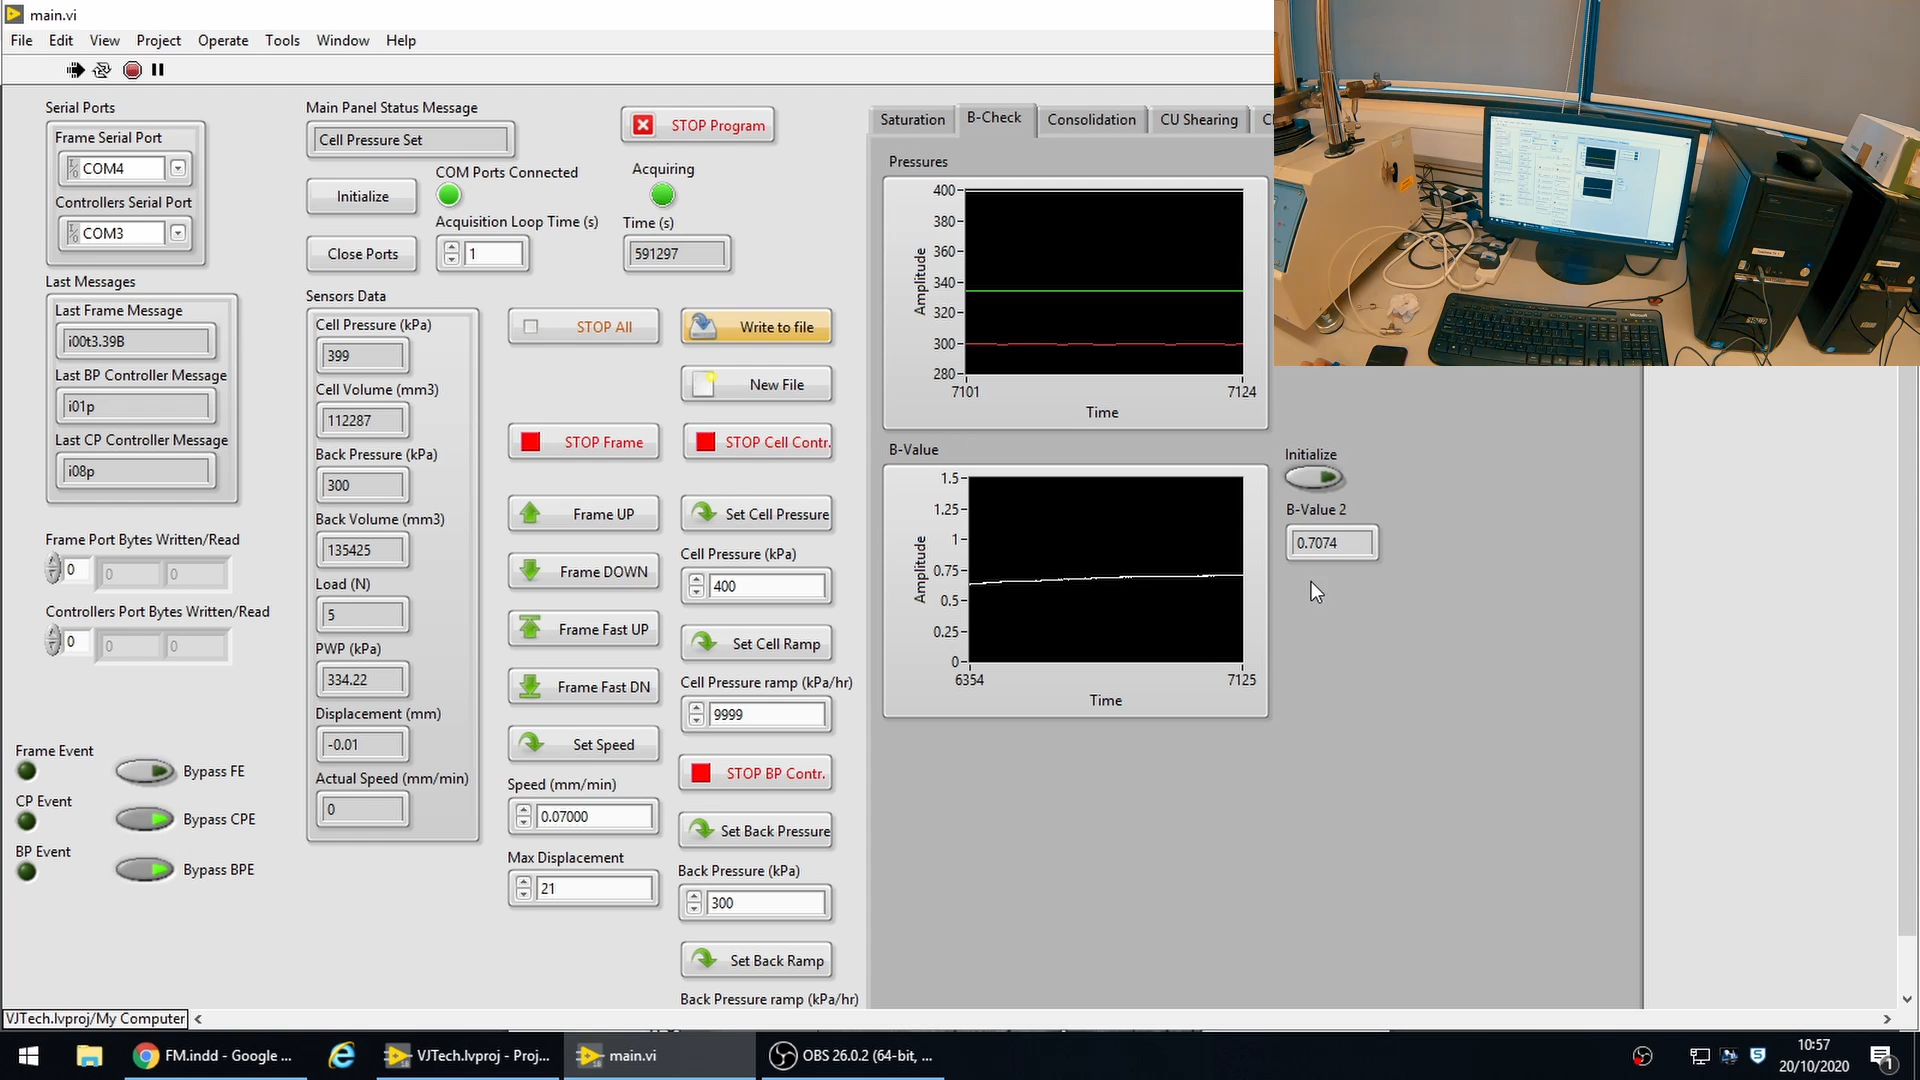 main.vi
File Edit View Project Operate Tools Window Help
Serial Ports
Frame Serial Port
COM4
Controllers Serial Port
COM3
Last Messages
Last Frame Message
i00t3.39B
Last BP Controller Message
i01p
Last CP Controller Message
i08p
Frame Port Bytes Written/Read
0 0 0
Controllers Port Bytes Written/Read
0 0 0
Frame Event
Bypass FE
CP Event
Bypass CPE
BP Event
Bypass BPE
Main Panel Status Message
Cell Pressure Set
STOP Program
Initialize
COM Ports Connected
Acquiring
Close Ports
Acquisition Loop Time (s)
1
Time (s)
591297
Sensors Data
Cell Pressure (kPa)
399
Cell Volume (mm3)
112287
Back Pressure (kPa)
300
Back Volume (mm3)
135425
Load (N)
5
PWP (kPa)
334.22
Displacement (mm)
-0.01
Actual Speed (mm/min)
0
STOP All
STOP Frame
Frame UP
Frame DOWN
Frame Fast UP
Frame Fast DN
Set Speed
Speed (mm/min)
0.07000
Max Displacement
21
Write to file
New File
STOP Cell Contr.
Set Cell Pressure
Cell Pressure (kPa)
400
Set Cell Ramp
Cell Pressure ramp (kPa/hr)
9999
STOP BP Contr.
Set Back Pressure
Back Pressure (kPa)
300
Set Back Ramp
Back Pressure ramp (kPa/hr)
Saturation B-Check Consolidation CU Shearing
Pressures
Amplitude
400
380
360
340
320
300
280
7101 7124
Time
B-Value
Amplitude
1.5
1.25
1
0.75
0.5
0.25
0
6354 7125
Time
Initialize
B-Value 2
0.7074
VJTech.lvproj/My Computer
FM.indd - Google ...
VJTech.lvproj - Proj...
main.vi
OBS 26.0.2 (64-bit, ...
10:57
20/10/2020
1